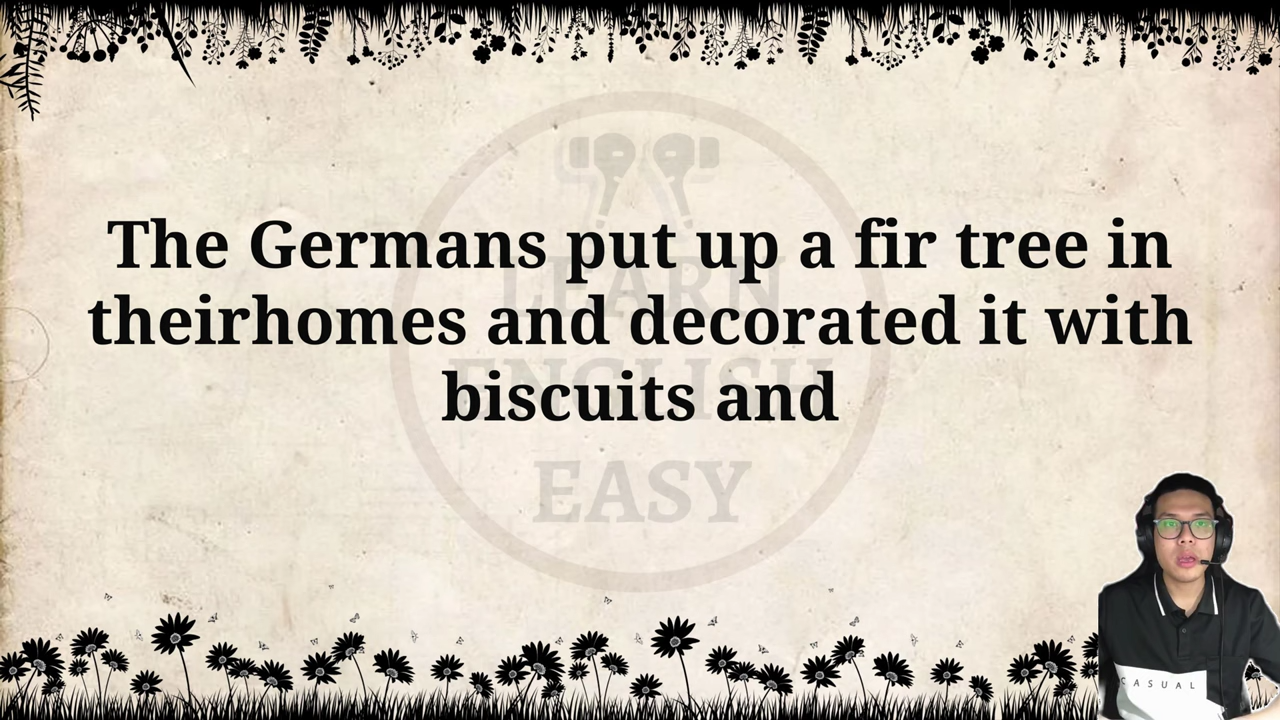 The Germans put up a fir tree in
theirhomes and decorated it with
biscuits and
LEARN
ENGLISH
EASY
CASUAL